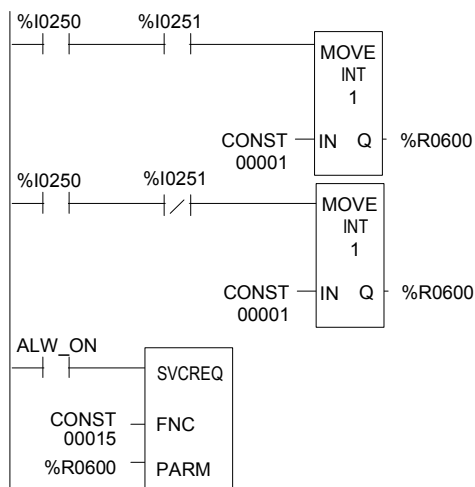 %I0250 %I0251
MOVE
INT
1
CONST IN Q %R0600
00001
%I0250 %I0251
MOVE
INT
1
CONST IN Q %R0600
00001
ALW_ON
SVCREQ
CONST FNC
00015
%R0600 PARM